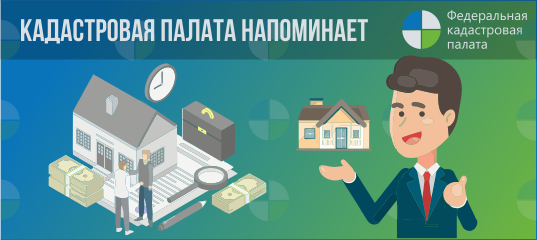 КАДАСТРОВАЯ ПАЛАТА НАПОМИНАЕТ
Федеральная
кадастровая
палата